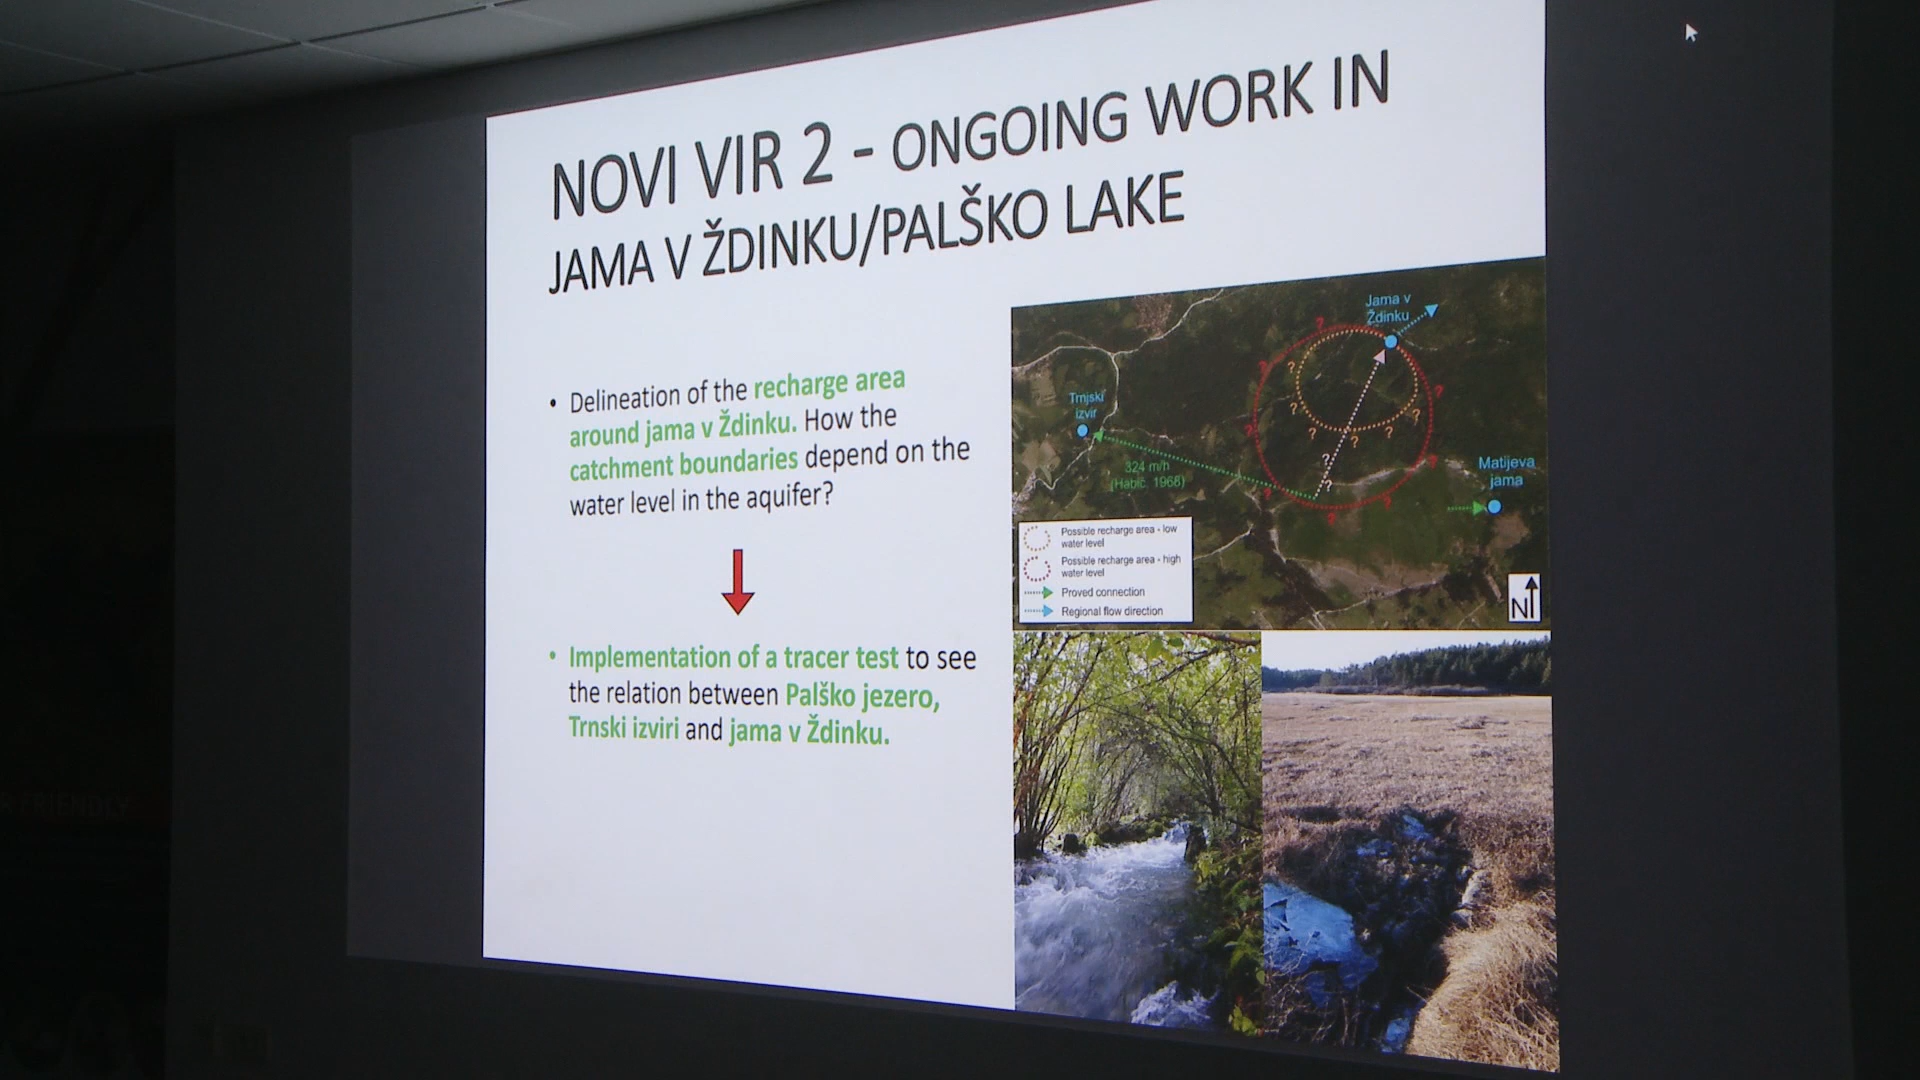 NOVI VIR 2 - ONGOING WORK IN
JAMA V ŽDINKU/PALŠKO LAKE
• Delineation of the recharge area
around jama v Ždinku. How the
catchment boundaries depend on the
water level in the aquifer?
• Implementation of a tracer test to see
the relation between Palško jezero,
Trnski izviri and jama v Ždinku.
Jama v
Ždinku
Trnjski
izvir
324 m/h
(Habič, 1968)
Matijeva
jama
Possible recharge area - low
water level
Possible recharge area - high
water level
Proved connection
Regional flow direction
N
FRIENDLY